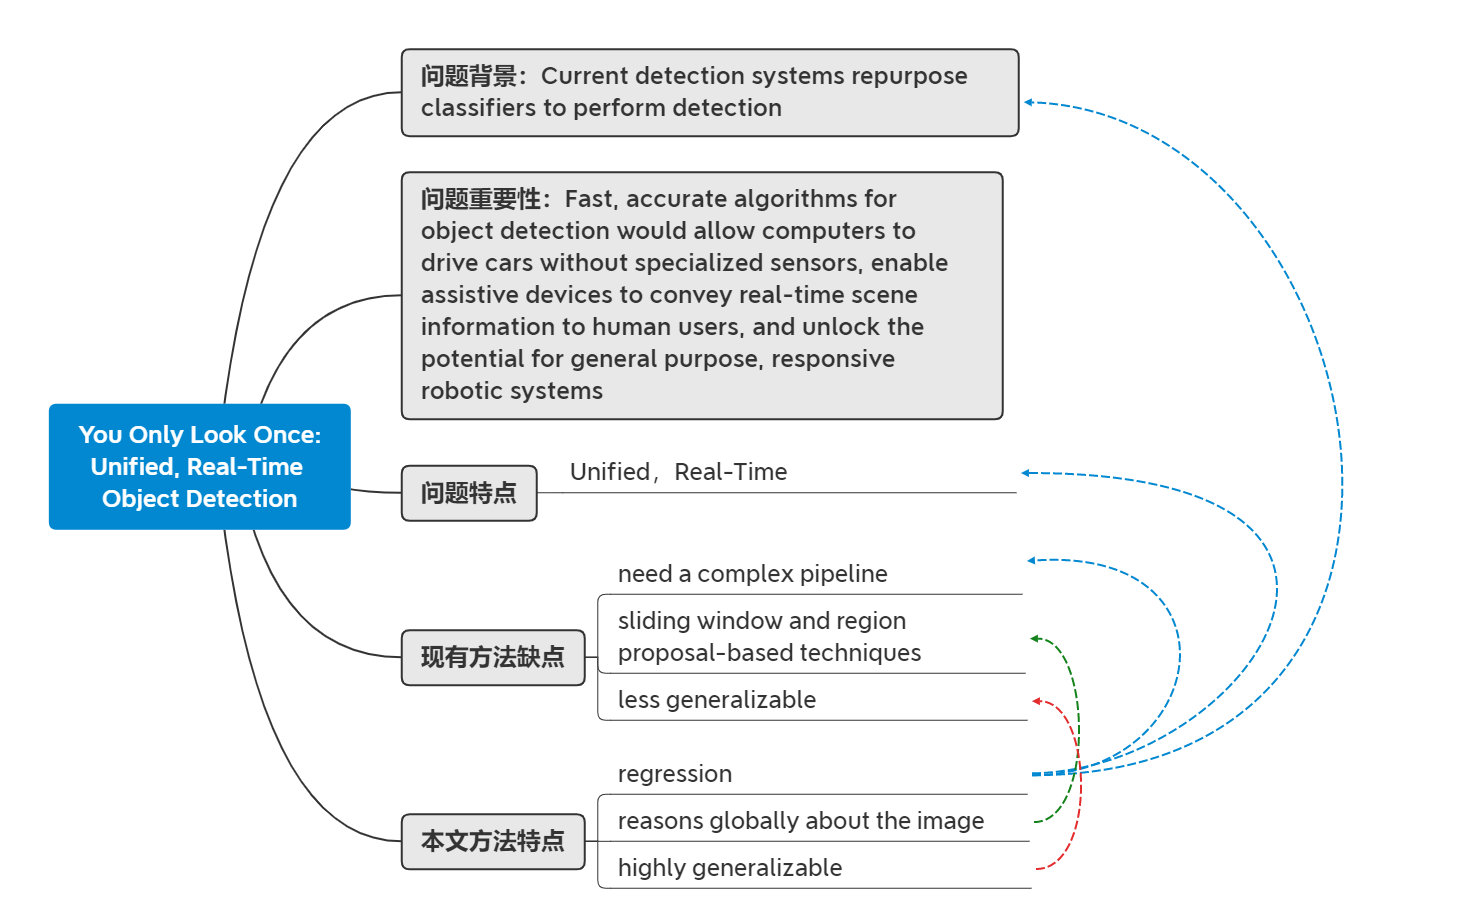 问题背景：Current detection systems repurpose
classifiers to perform detection
问题重要性：Fast, accurate algorithms for
object detection would allow computers to
drive cars without specialized sensors, enable
assistive devices to convey real-time scene
information to human users, and unlock the
potential for general purpose, responsive
robotic systems
You Only Look Once:
Unified, Real-Time
Object Detection
问题特点
Unified，Real-Time
现有方法缺点
need a complex pipeline
sliding window and region
proposal-based techniques
less generalizable
本文方法特点
regression
reasons globally about the image
highly generalizable